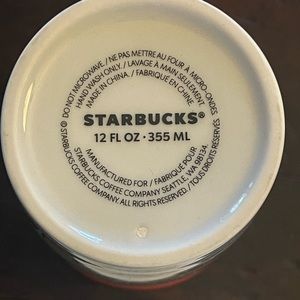 DO NOT MICROWAVE. / NE PAS METTRE AU FOUR À MICRO-ONDES
HAND WASH ONLY. / LAVAGE À MAIN SEULEMENT.
MADE IN CHINA. / FABRIQUÉ EN CHINE
STARBUCKS®
12 FL OZ · 355 ML
MANUFACTURED FOR / FABRIQUÉ POUR
STARBUCKS COFFEE COMPANY SEATTLE, WA 98134.
© STARBUCKS COFFEE COMPANY. ALL RIGHTS RESERVED. / TOUS DROITS RÉSERVÉS